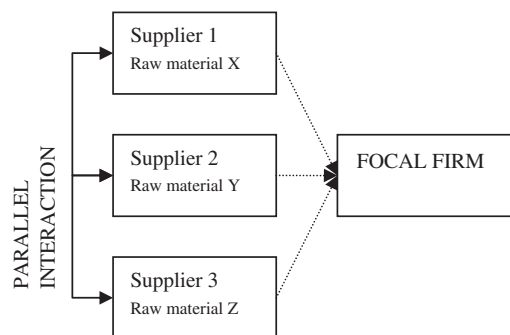 Supplier 1
Raw material X
Supplier 2
Raw material Y
FOCAL FIRM
PARALLEL
INTERACTION
Supplier 3
Raw material Z